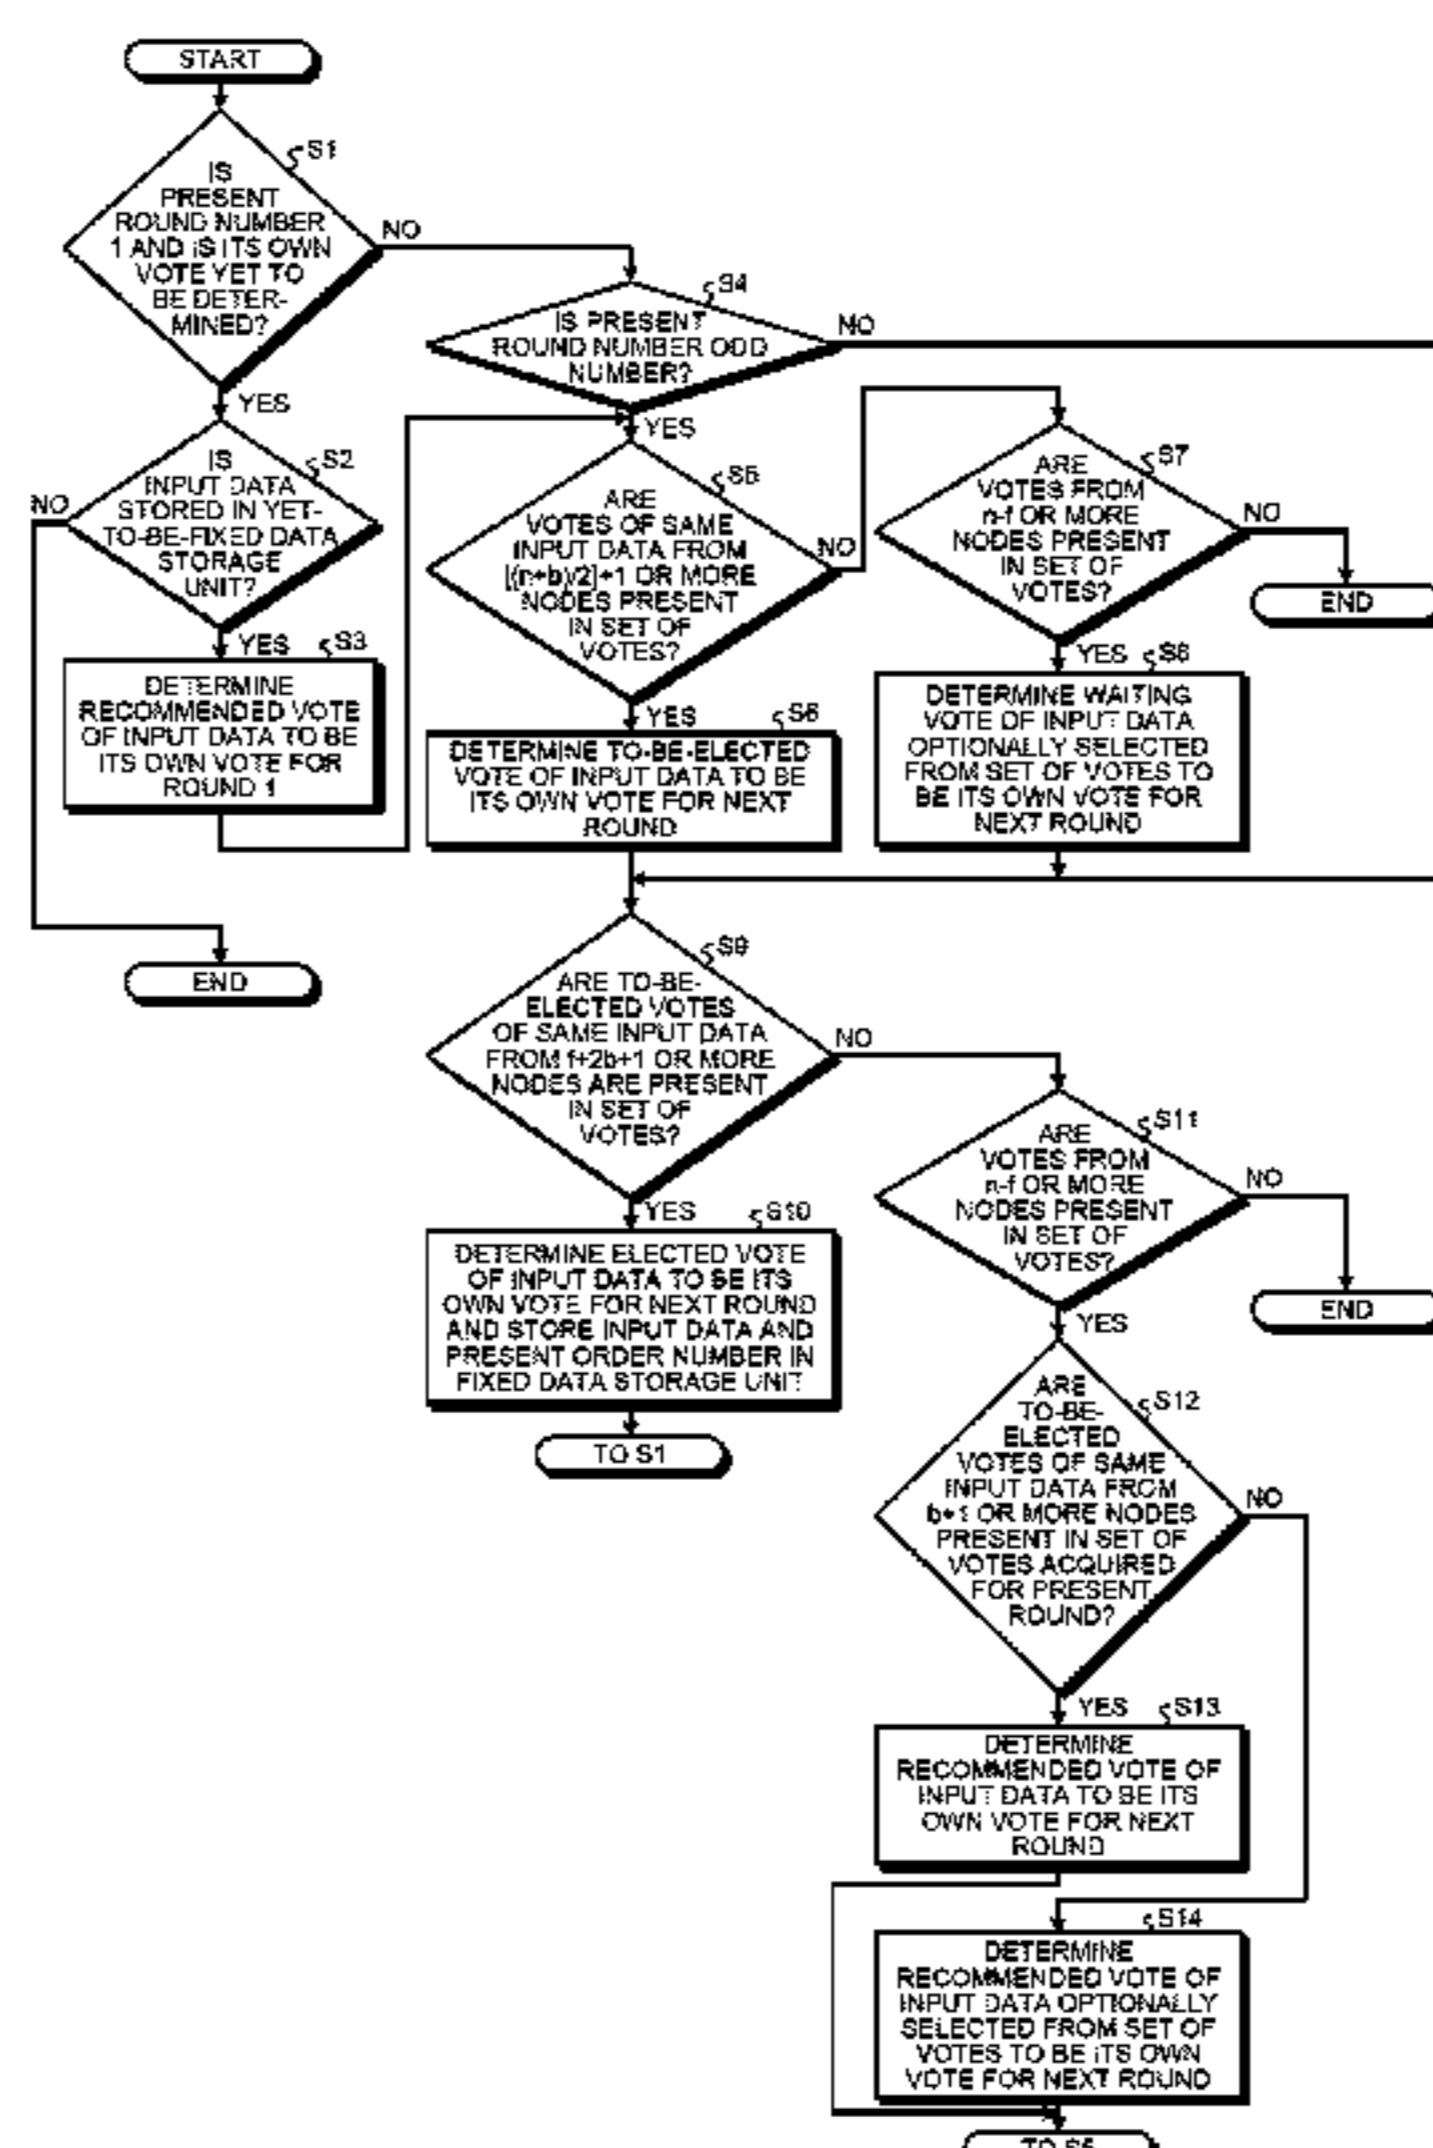 START
S1
IS
PRESENT
ROUND NUMBER
1 AND IS ITS OWN
VOTE YET TO
BE DETER-
MINED?
NO
YES
S2
IS
INPUT DATA
STORED IN YET-
TO-BE-FIXED DATA
STORAGE
UNIT?
NO
YES
S3
DETERMINE
RECOMMENDED VOTE
OF INPUT DATA TO BE
ITS OWN VOTE FOR
ROUND 1
END
S4
IS PRESENT
ROUND NUMBER ODD
NUMBER?
NO
YES
S5
ARE
VOTES OF SAME
INPUT DATA FROM
[(n+b)/2]+1 OR MORE
NODES PRESENT
IN SET OF
VOTES?
NO
YES
S6
DETERMINE TO-BE-ELECTED
VOTE OF INPUT DATA TO BE
ITS OWN VOTE FOR NEXT
ROUND
S7
ARE
VOTES FROM
n-f OR MORE
NODES PRESENT
IN SET OF
VOTES?
NO
END
YES
S8
DETERMINE WAITING
VOTE OF INPUT DATA
OPTIONALLY SELECTED
FROM SET OF VOTES TO
BE ITS OWN VOTE FOR
NEXT ROUND
S9
ARE TO-BE-
ELECTED VOTES
OF SAME INPUT DATA
FROM f+2b+1 OR MORE
NODES ARE PRESENT
IN SET OF
VOTES?
NO
YES
S10
DETERMINE ELECTED VOTE
OF INPUT DATA TO BE ITS
OWN VOTE FOR NEXT ROUND
AND STORE INPUT DATA AND
PRESENT ORDER NUMBER IN
FIXED DATA STORAGE UNIT
TO S1
S11
ARE
VOTES FROM
n-f OR MORE
NODES PRESENT
IN SET OF
VOTES?
NO
END
YES
S12
ARE
TO-BE-
ELECTED
VOTES OF SAME
INPUT DATA FROM
b+1 OR MORE NODES
PRESENT IN SET OF
VOTES ACQUIRED
FOR PRESENT
ROUND?
NO
YES
S13
DETERMINE
RECOMMENDED VOTE OF
INPUT DATA TO BE ITS
OWN VOTE FOR NEXT
ROUND
S14
DETERMINE
RECOMMENDED VOTE OF
INPUT DATA OPTIONALLY
SELECTED FROM SET OF
VOTES TO BE ITS OWN
VOTE FOR NEXT ROUND
TO S5